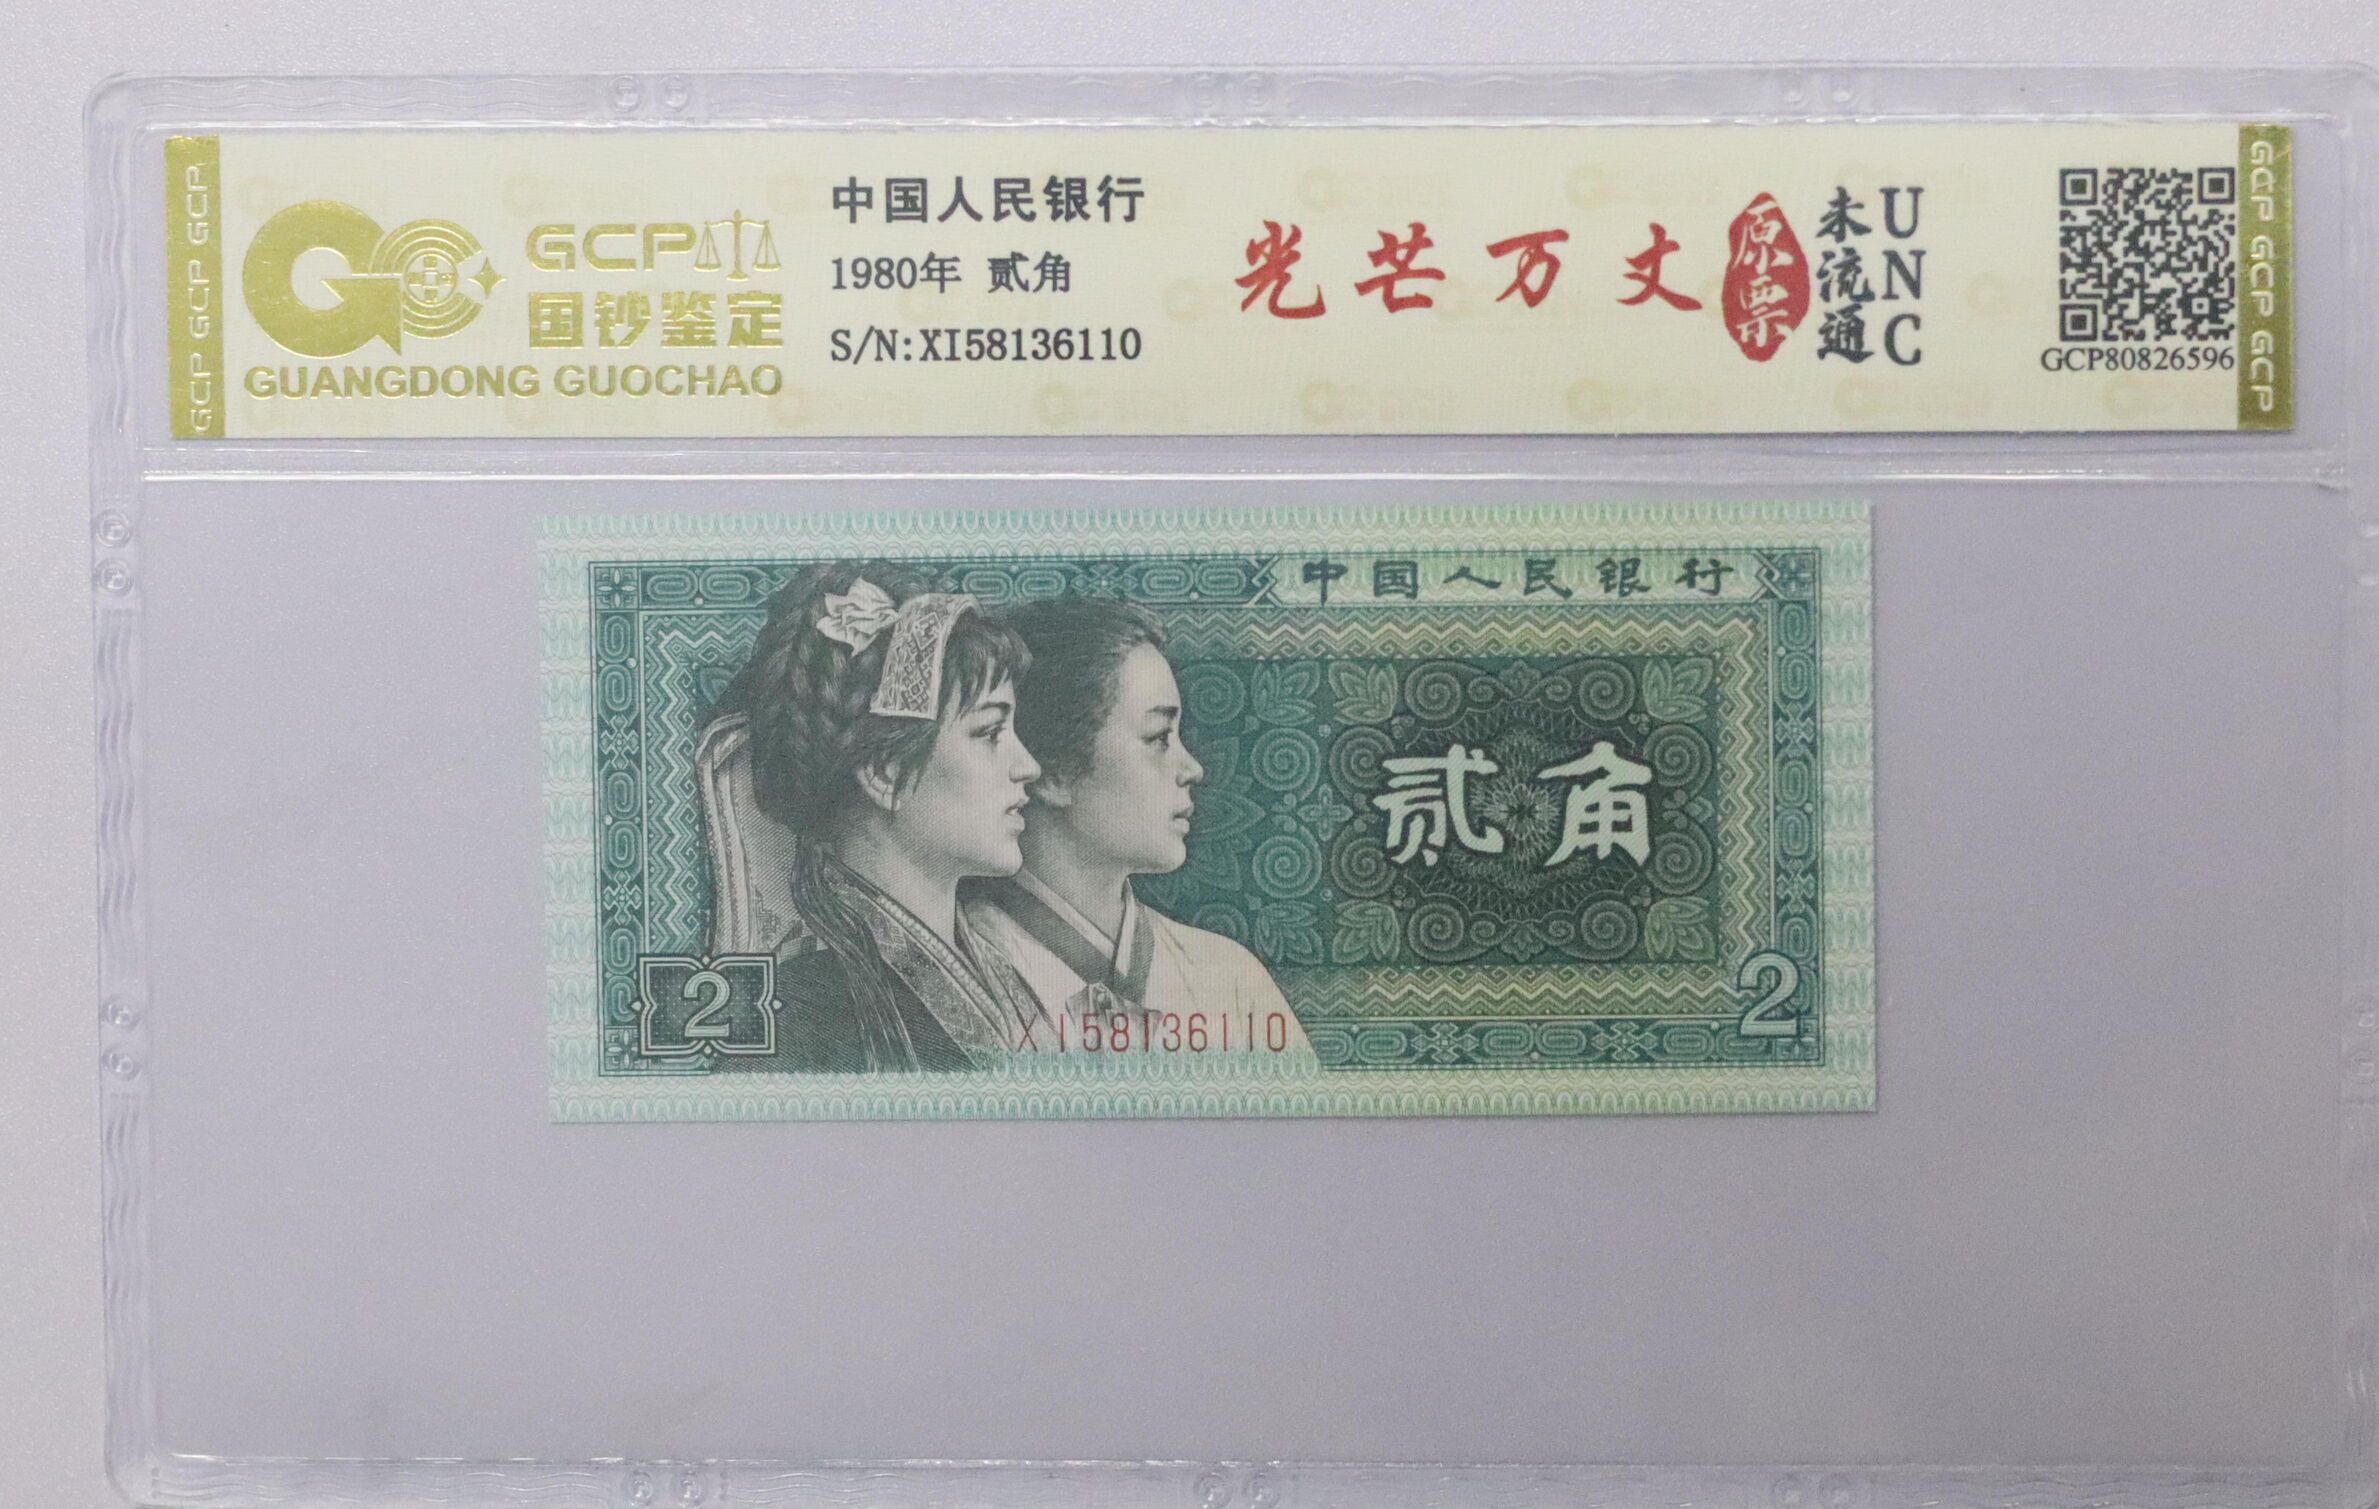 GCP GCP GCP
GCP
国钞鉴定
GUANGDONG GUOCHAO
中国人民银行
1980年 贰角
S/N:XI58136110
光芒万丈
原票
未流通
UNC
GCP80826596
GCP GCP GCP
中国人民银行
贰角
2
XI58136110
2